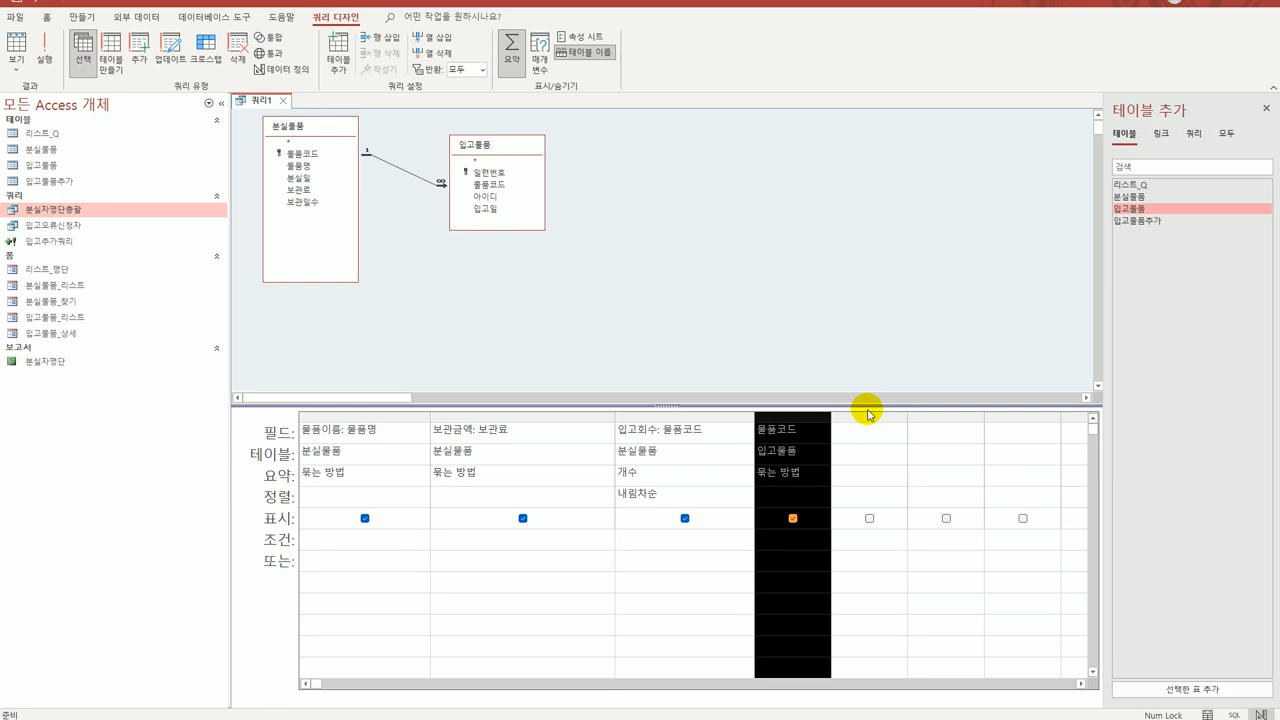 파일 홈 만들기 외부 데이터 데이터베이스 도구 도움말 쿼리 디자인 어떤 작업을 원하시나요?
보기 실행 선택 테이블 만들기 추가 업데이트 크로스탭 삭제 통합 통과 데이터 정의 테이블 추가 행 삽입 행 삭제 작성기 열 삽입 열 삭제 반환: 모두 요약 매개 변수 속성 시트 테이블 이름
결과 쿼리 유형 쿼리 설정 표시/숨기기
모든 Access 개체
테이블
리스트_Q
분실물품
입고물품
입고물품추가
쿼리
분실자명단총괄
입고오류신청자
입고추가쿼리
폼
리스트_명단
분실물품_리스트
분실물품_찾기
입고물품_리스트
입고물품_상세
보고서
분실자명단
쿼리1
분실물품
*
물품코드
물품명
분실일
보관료
보관일수
1
∞
입고물품
*
일련번호
물품코드
아이디
입고일
필드: 물품이름: 물품명 보관금액: 보관료 입고회수: 물품코드 물품코드
테이블: 분실물품 분실물품 분실물품 입고물품
요약: 묶는 방법 묶는 방법 개수 묶는 방법
정렬: 내림차순
표시:
조건:
또는:
테이블 추가
테이블 링크 쿼리 모두
검색
리스트_Q
분실물품
입고물품
입고물품추가
선택한 표 추가
준비 Num Lock SQL